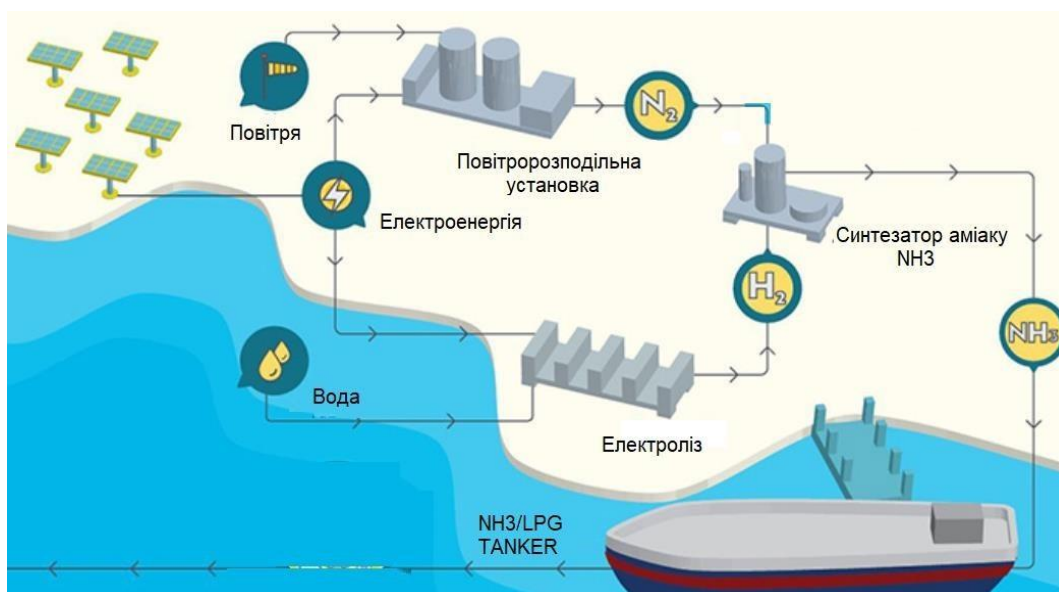 Повітря
N2
Повітророзподільна
установка
Електроенергія
Синтезатор аміаку
NH3
H2
NH3
Вода
Електроліз
NH3/LPG
TANKER